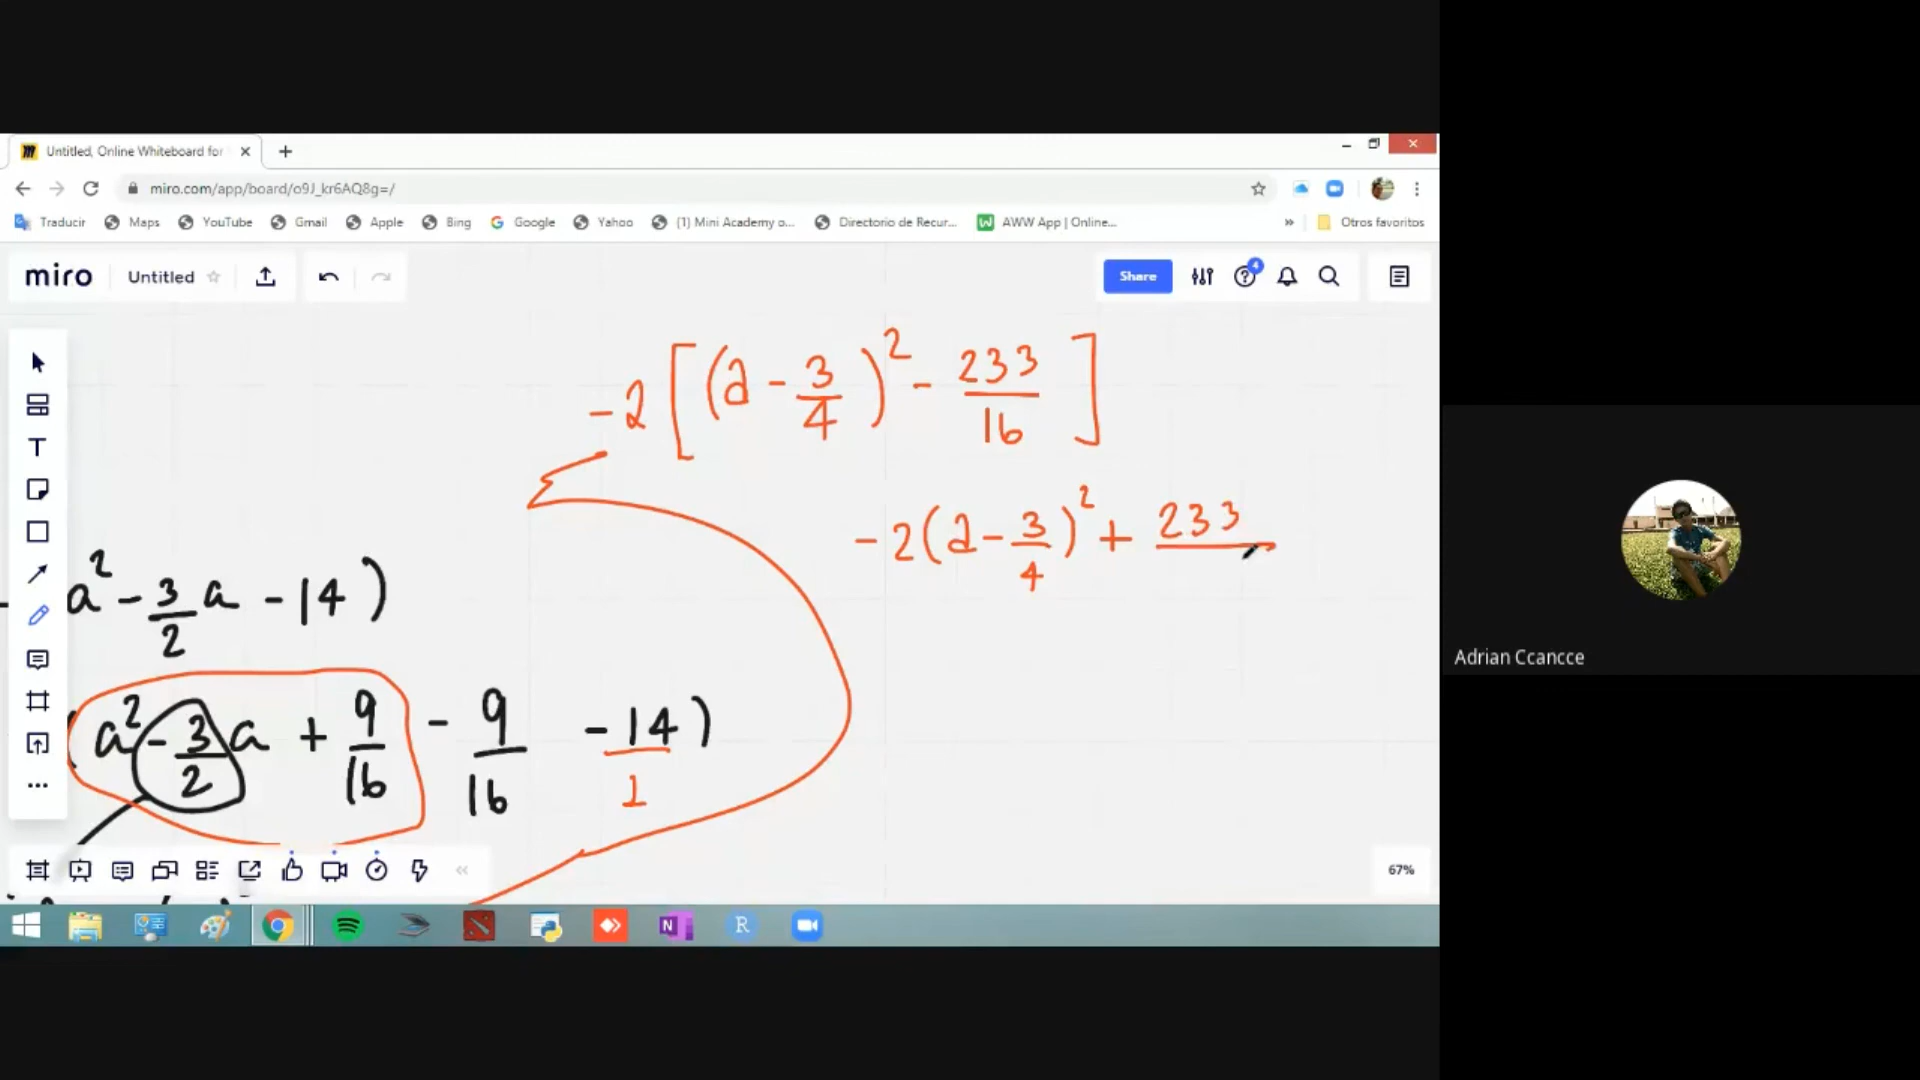 Untitled, Online Whiteboard for
miro.com/app/board/o9J_kr6AQ8g=/
Traducir Maps YouTube Gmail Apple Bing Google Yahoo (1) Mini Academy o... Directorio de Recur... AWW App | Online... » Otros favoritos
miro Untitled Share 4
-2[(a - 3/4)² - 233/16]
-2(a - 3/4)² + 233
a² - 3/2 a - 14)
(a² - 3/2 a + 9/16 - 9/16 - 14/1)
Adrian Ccancce
67%